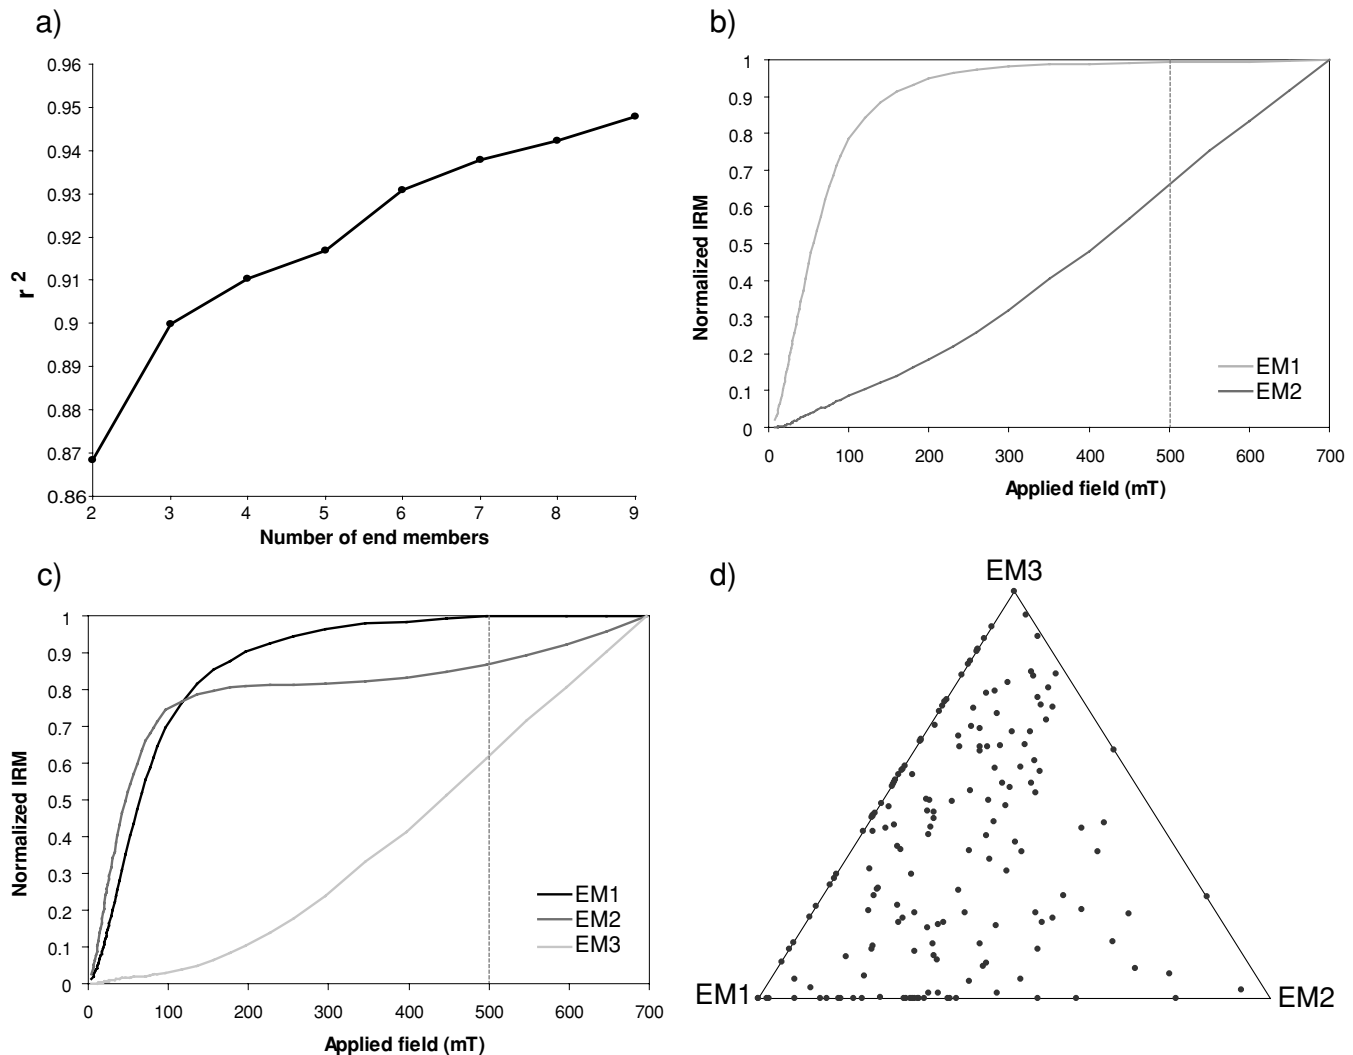 a)
0.96
0.95
0.94
0.93
0.92
0.91
0.9
0.89
0.88
0.87
0.86
r 2
2 3 4 5 6 7 8 9
Number of end members
b)
1
0.9
0.8
0.7
0.6
0.5
0.4
0.3
0.2
0.1
0
Normalized IRM
EM1
EM2
0 100 200 300 400 500 600 700
Applied field (mT)
c)
1
0.9
0.8
0.7
0.6
0.5
0.4
0.3
0.2
0.1
0
Normalized IRM
EM1
EM2
EM3
0 100 200 300 400 500 600 700
Applied field (mT)
d)
EM3
EM1
EM2